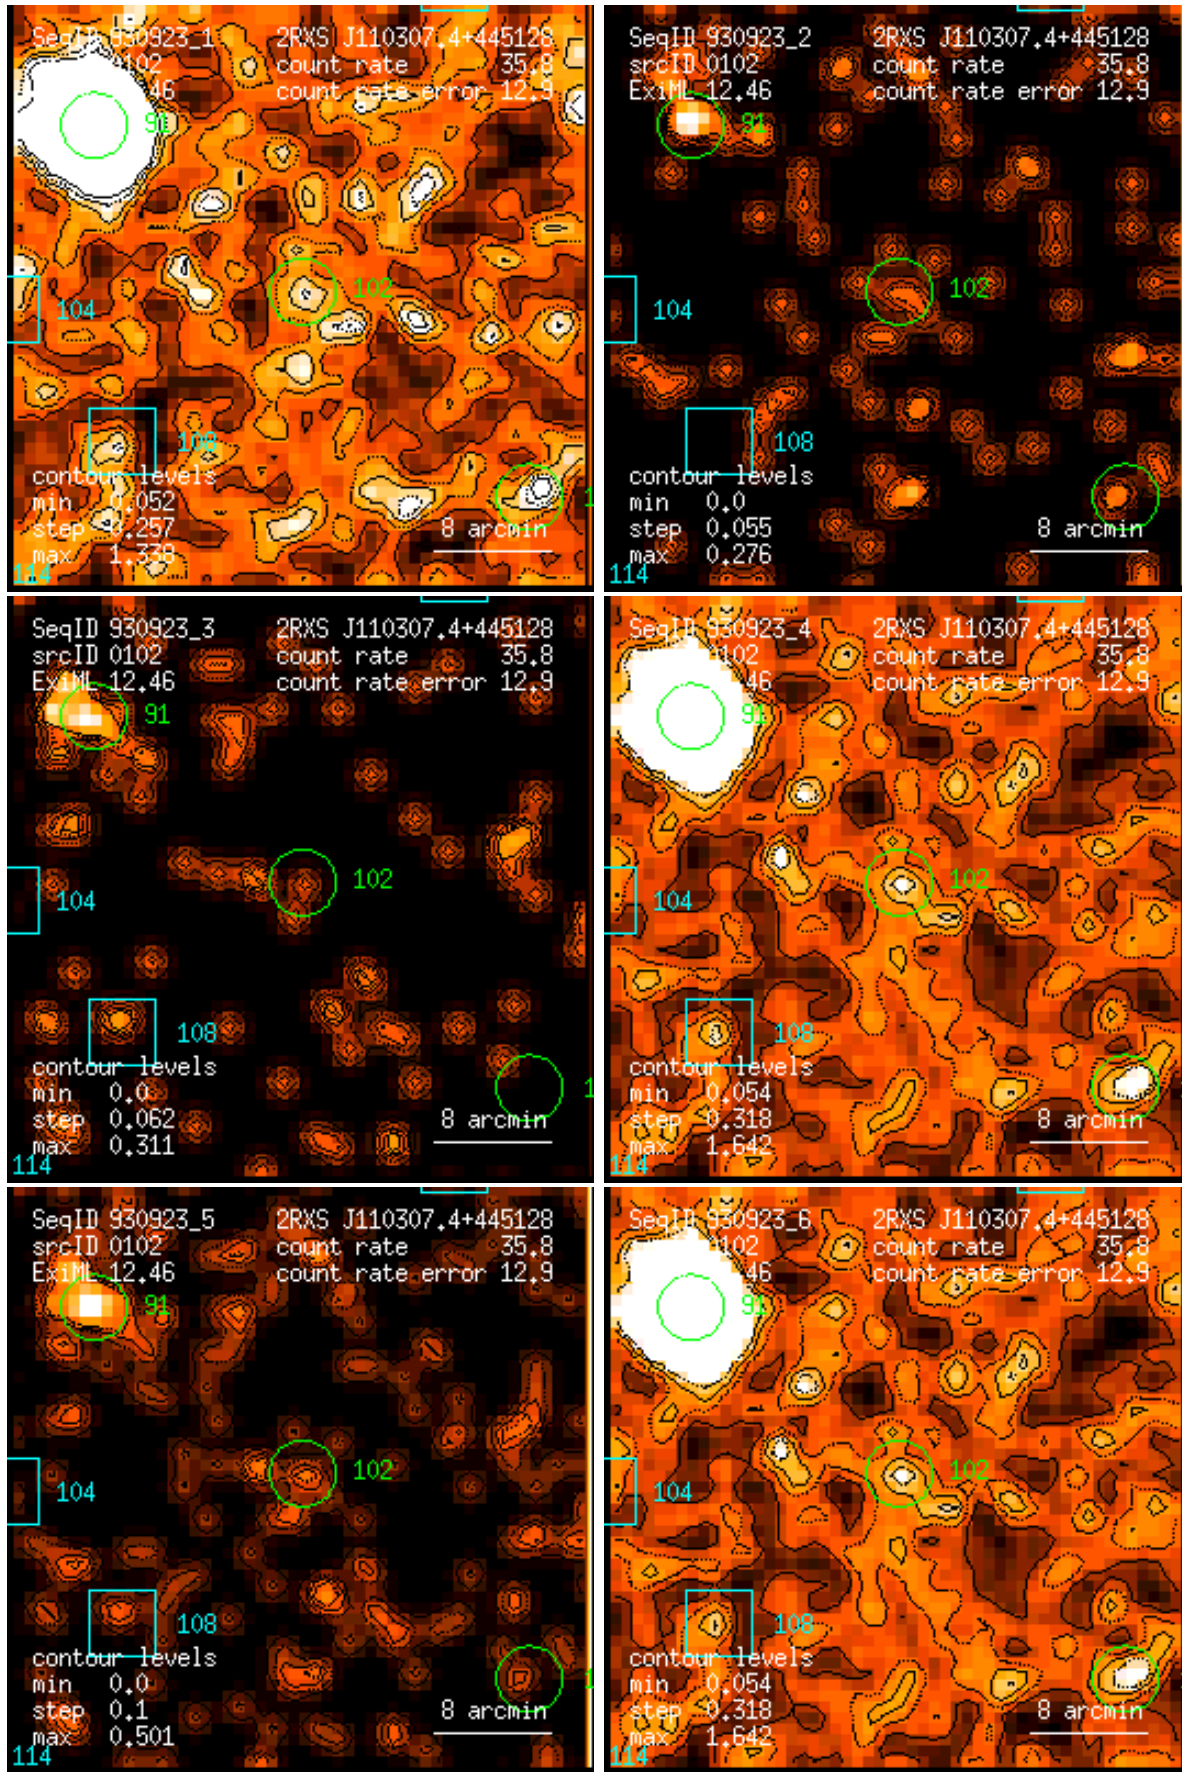 SeqID 930923_1 2RXS J110307.4+445128
0102 count rate 35.8
46 count rate error 12.9
91
102
104
108
contour levels
min 0.052
step 0.257
max 1.338
8 arcmin
114
SeqID 930923_2 2RXS J110307.4+445128
srcID 0102 count rate 35.8
ExiML 12.46 count rate error 12.9
91
102
104
108
contour levels
min 0.0
step 0.055
max 0.276
8 arcmin
114
SeqID 930923_3 2RXS J110307.4+445128
srcID 0102 count rate 35.8
ExiML 12.46 count rate error 12.9
91
102
104
108
contour levels
min 0.0
step 0.062
max 0.311
8 arcmin
114
SeqID 930923_4 2RXS J110307.4+445128
102 count rate 35.8
46 count rate error 12.9
91
102
104
108
contour levels
min 0.054
step 0.318
max 1.642
8 arcmin
114
SeqID 930923_5 2RXS J110307.4+445128
srcID 0102 count rate 35.8
ExiML 12.46 count rate error 12.9
91
102
104
108
contour levels
min 0.0
step 0.1
max 0.501
8 arcmin
114
SeqID 930923_6 2RXS J110307.4+445128
102 count rate 35.8
46 count rate error 12.9
91
102
104
108
contour levels
min 0.054
step 0.318
max 1.642
8 arcmin
114